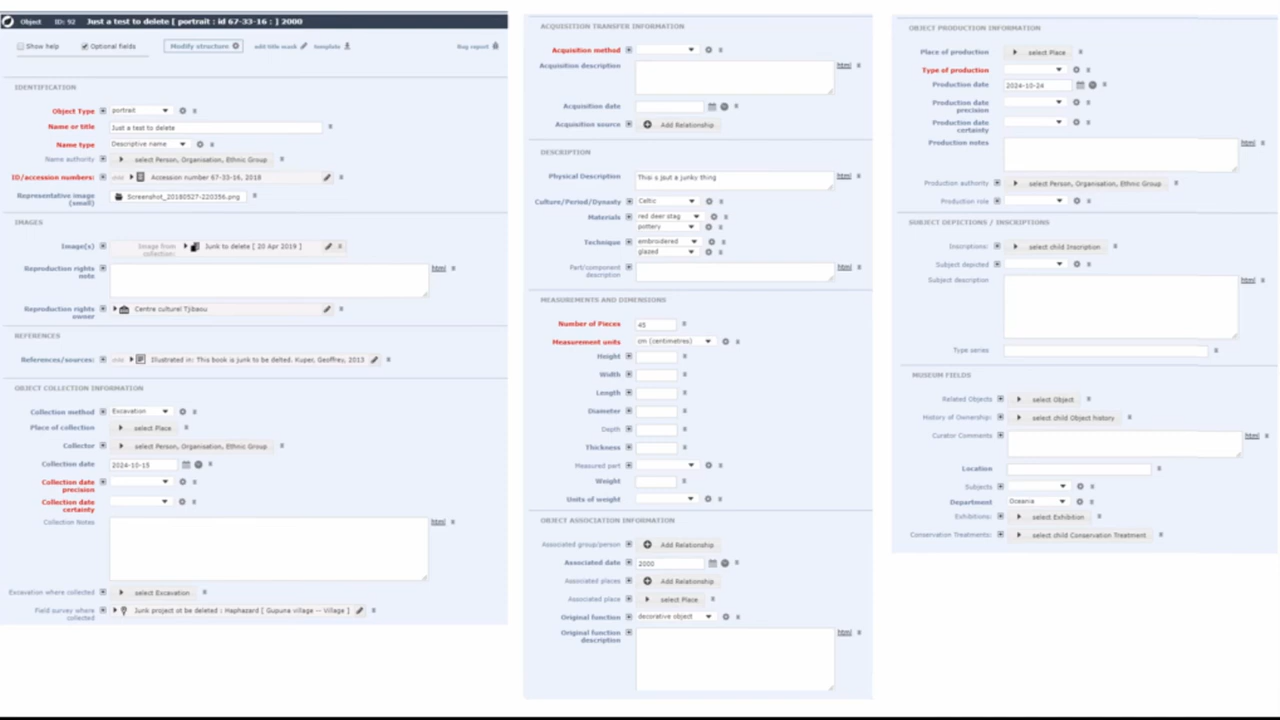 Object ID: 92 Just a test to delete [ portrait : id 67-33-16 : ] 2000
Show help Optional fields Modify structure edit title mask template Bug report
IDENTIFICATION
Object Type portrait
Name or title Just a test to delete
Name type Descriptive name
Name authority select Person, Organisation, Ethnic Group
ID/accession numbers: child Accession number 67-33-16, 2018
Representative image (small) Screenshot_20180527-220356.png
IMAGES
Image(s) Image from collection: Junk to delete [ 20 Apr 2019 ]
Reproduction rights note html
Reproduction rights owner Centre culturel Tjibaou
REFERENCES
References/sources: child Illustrated in: This book is junk to be delted. Kuper, Geoffrey, 2013
OBJECT COLLECTION INFORMATION
Collection method Excavation
Place of collection select Place
Collector select Person, Organisation, Ethnic Group
Collection date 2024-10-15
Collection date precision
Collection date certainty
Collection Notes html
Excavation where collected select Excavation
Field survey where collected Junk project ot be deleted : Haphazard [ Gupuna village -- Village ]
ACQUISITION TRANSFER INFORMATION
Acquisition method
Acquisition description html
Acquisition date
Acquisition source Add Relationship
DESCRIPTION
Physical Description Thsi s jsut a junky thing html
Culture/Period/Dynasty Celtic
Materials red deer stag
pottery
Technique embroidered
glazed
Part/component description html
MEASUREMENTS AND DIMENSIONS
Number of Pieces 45
Measurement units cm (centimetres)
Height
Width
Length
Diameter
Depth
Thickness
Measured part
Weight
Units of weight
OBJECT ASSOCIATION INFORMATION
Associated group/person Add Relationship
Associated date 2000
Associated places Add Relationship
Associated place select Place
Original function decorative object
Original function description html
OBJECT PRODUCTION INFORMATION
Place of production select Place
Type of production
Production date 2024-10-24
Production date precision
Production date certainty
Production notes html
Production authority select Person, Organisation, Ethnic Group
Production role
SUBJECT DEPICTIONS / INSCRIPTIONS
Inscriptions: select child Inscription
Subject depicted
Subject description html
Type series
MUSEUM FIELDS
Related Objects select Object
History of Ownership: select child Object history
Curator Comments html
Location
Subjects
Department Oceania
Exhibitions: select Exhibition
Conservation Treatments: select child Conservation Treatment